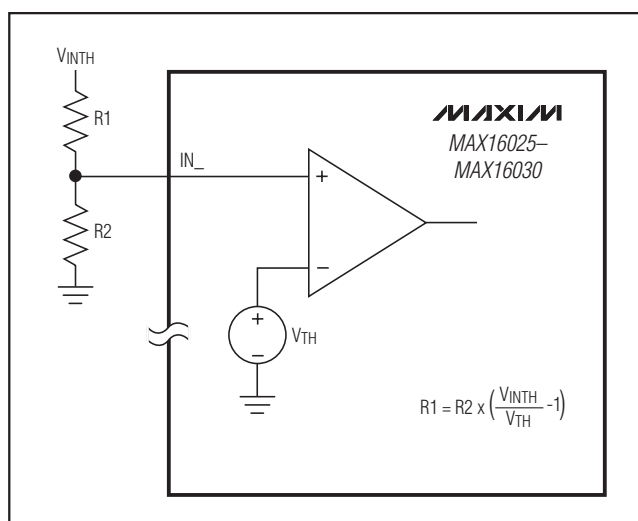 VINTH
R1
IN_
R2
+
−
+
−
VTH
MAXIM
MAX16025–
MAX16030
R1 = R2 x (VINTH/VTH -1)